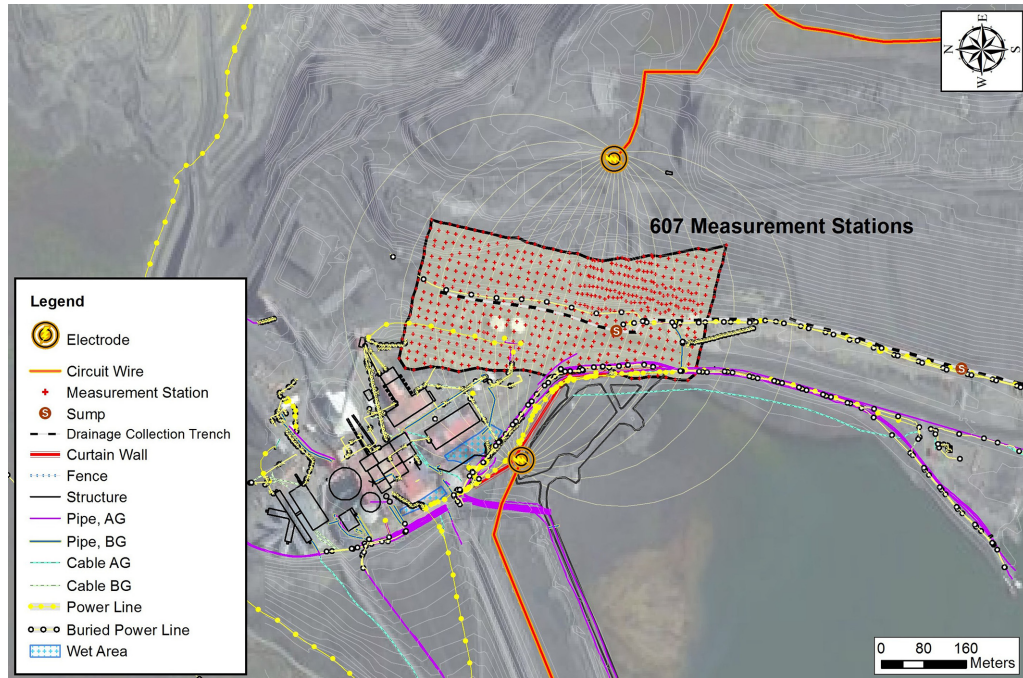 E
N
S
W
607 Measurement Stations
S
S
Legend
Electrode
Circuit Wire
Measurement Station
S
Sump
Drainage Collection Trench
Curtain Wall
Fence
Structure
Pipe, AG
Pipe, BG
Cable AG
Cable BG
Power Line
Buried Power Line
Wet Area
0 80 160
Meters